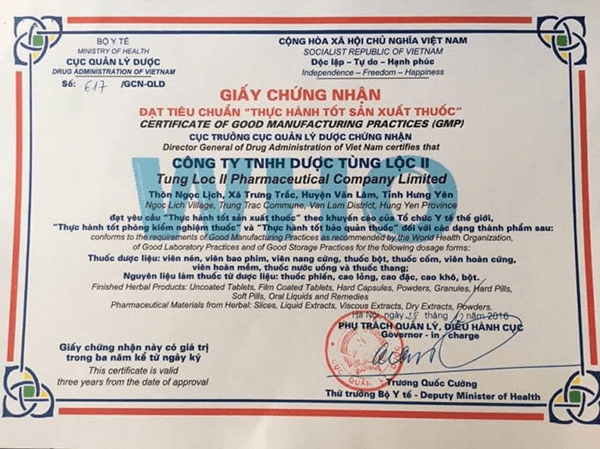 BỘ Y TẾ
MINISTRY OF HEALTH
CỤC QUẢN LÝ DƯỢC
DRUG ADMINISTRATION OF VIETNAM
Số: 617/GCN-QLD
CỘNG HÒA XÃ HỘI CHỦ NGHĨA VIỆT NAM
SOCIALIST REPUBLIC OF VIETNAM
Độc lập - Tự do - Hạnh phúc
Independence – Freedom – Happiness
GIẤY CHỨNG NHẬN
ĐẠT TIÊU CHUẨN "THỰC HÀNH TỐT SẢN XUẤT THUỐC"
CERTIFICATE OF GOOD MANUFACTURING PRACTICES (GMP)
CỤC TRƯỞNG CỤC QUẢN LÝ DƯỢC CHỨNG NHẬN
Director General of Drug Administration of Viet Nam certifies that
WHO
CÔNG TY TNHH DƯỢC TÙNG LỘC II
Tung Loc II Pharmaceutical Company Limited
Thôn Ngọc Lịch, Xã Trưng Trắc, Huyện Văn Lâm, Tỉnh Hưng Yên
Ngoc Lich Village, Trung Trac Commune, Van Lam District, Hung Yen Province
đạt yêu cầu "Thực hành tốt sản xuất thuốc" theo khuyến cáo của Tổ chức Y tế thế giới,
"Thực hành tốt phòng kiểm nghiệm thuốc" và "Thực hành tốt bảo quản thuốc" đối với các dạng thành phẩm sau:
conforms to the requirements of Good Manufacturing Practices as recommended by the World Health Organization,
of Good Laboratory Practices and of Good Storage Practices for the following dosage forms:
Thuốc dược liệu: viên nén, viên bao phim, viên nang cứng, thuốc bột, thuốc cốm, viên hoàn cứng,
viên hoàn mềm, thuốc nước uống và thuốc thang;
Nguyên liệu làm thuốc từ dược liệu: thuốc phiến, cao lỏng, cao đặc, cao khô, bột.
Finished Herbal Products: Uncoated Tablets, Film Coated Tablets, Hard Capsules, Powders, Granules, Hard Pills,
Soft Pills, Oral Liquids and Remedies
Pharmaceutical Materials from Herbal: Slices, Liquid Extracts, Viscous Extracts, Dry Extracts, Powders.
Hà Nội, ngày 28 tháng 2016
PHỤ TRÁCH QUẢN LÝ, ĐIỀU HÀNH CỤC
Governor - in - charge
Giấy chứng nhận này có giá trị
trong ba năm kể từ ngày ký
This certificate is valid
three years from the date of approval
CỤC QUẢN LÝ DƯỢC
Trương Quốc Cường
Thứ trưởng Bộ Y tế - Deputy Minister of Health